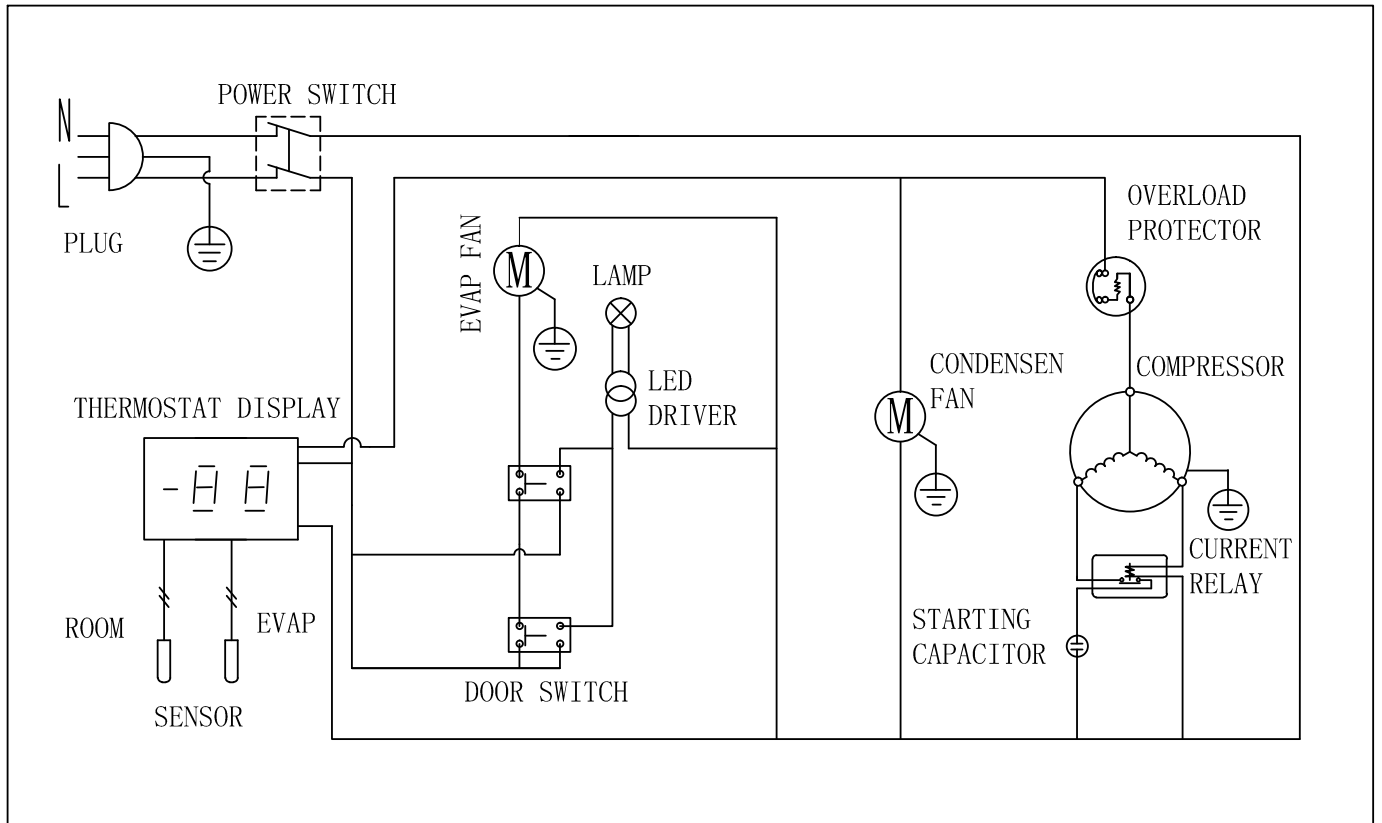 POWER SWITCH
N
L
PLUG
OVERLOAD
PROTECTOR
EVAP FAN
M
LAMP
LED
DRIVER
CONDENSEN
FAN
M
COMPRESSOR
THERMOSTAT DISPLAY
-88
CURRENT
RELAY
ROOM
EVAP
STARTING
CAPACITOR
DOOR SWITCH
SENSOR